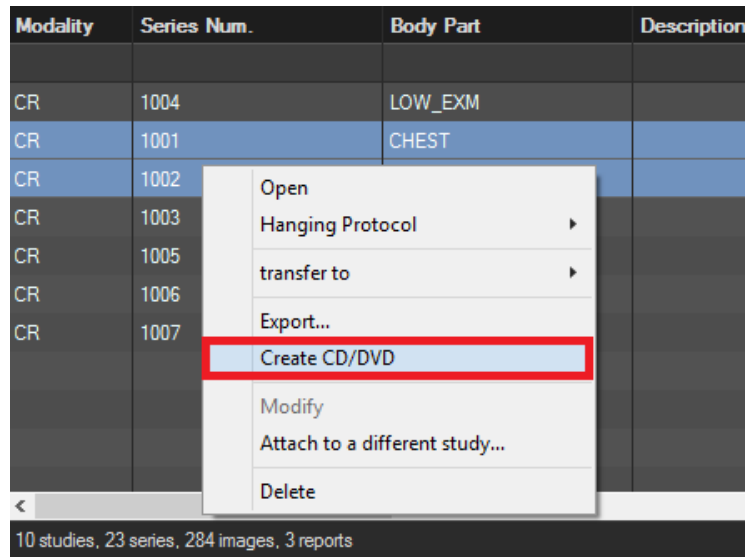 Modality Series Num. Body Part Description
CR 1004 LOW_EXM
CR 1001 CHEST
CR 1002
Open
CR 1003
Hanging Protocol
CR 1005
transfer to
CR 1006
Export...
CR 1007
Create CD/DVD
Modify
Attach to a different study...
Delete
10 studies, 23 series, 284 images, 3 reports